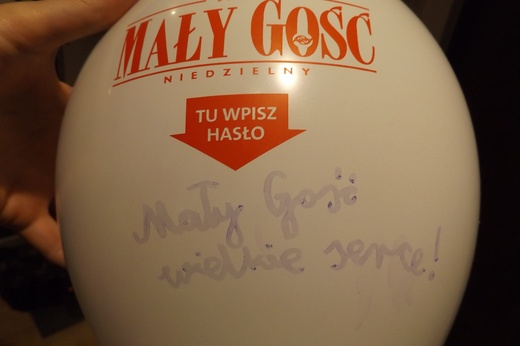 MAŁY GOŚĆ
NIEDZIELNY
TU WPISZ
HASŁO
Mały Gość
wielkie serce!